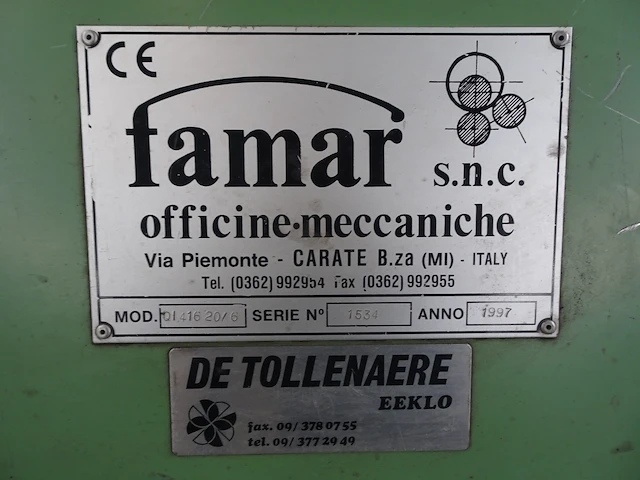 CE
famar s.n.c.
officine·meccaniche
Via Piemonte - CARATE B.za (MI) - ITALY
Tel. (0362) 992954 Fax (0362) 992955
MOD. SERIE N° 1534 ANNO 1997
DE TOLLENAERE
EEKLO
fax. 09/ 378 07 55
tel. 09/ 377 29 49